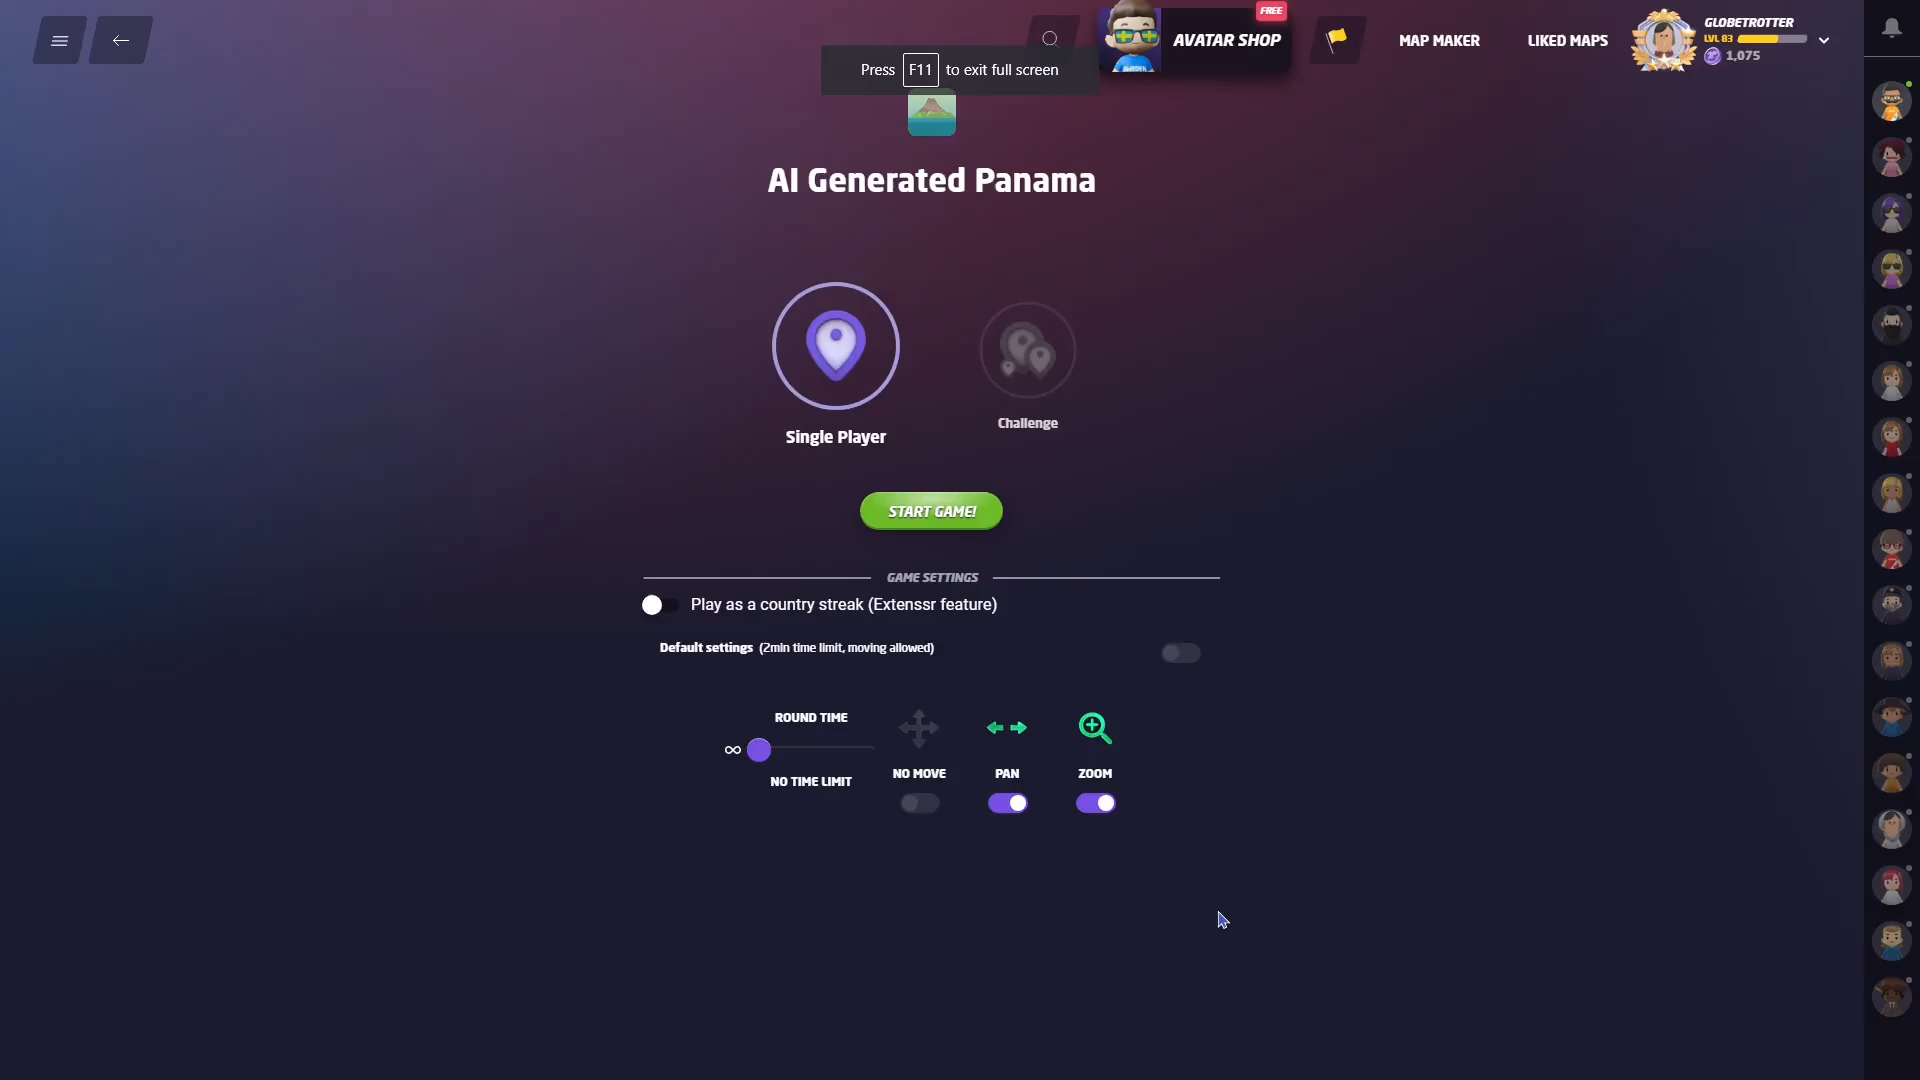 FREE
AVATAR SHOP
MAP MAKER
LIKED MAPS
GLOBETROTTER
LVL 83
1,075
Press F11 to exit full screen
AI Generated Panama
Single Player
Challenge
START GAME!
GAME SETTINGS
Play as a country streak (Extenssr feature)
Default settings (2min time limit, moving allowed)
ROUND TIME
∞
NO TIME LIMIT
NO MOVE
PAN
ZOOM